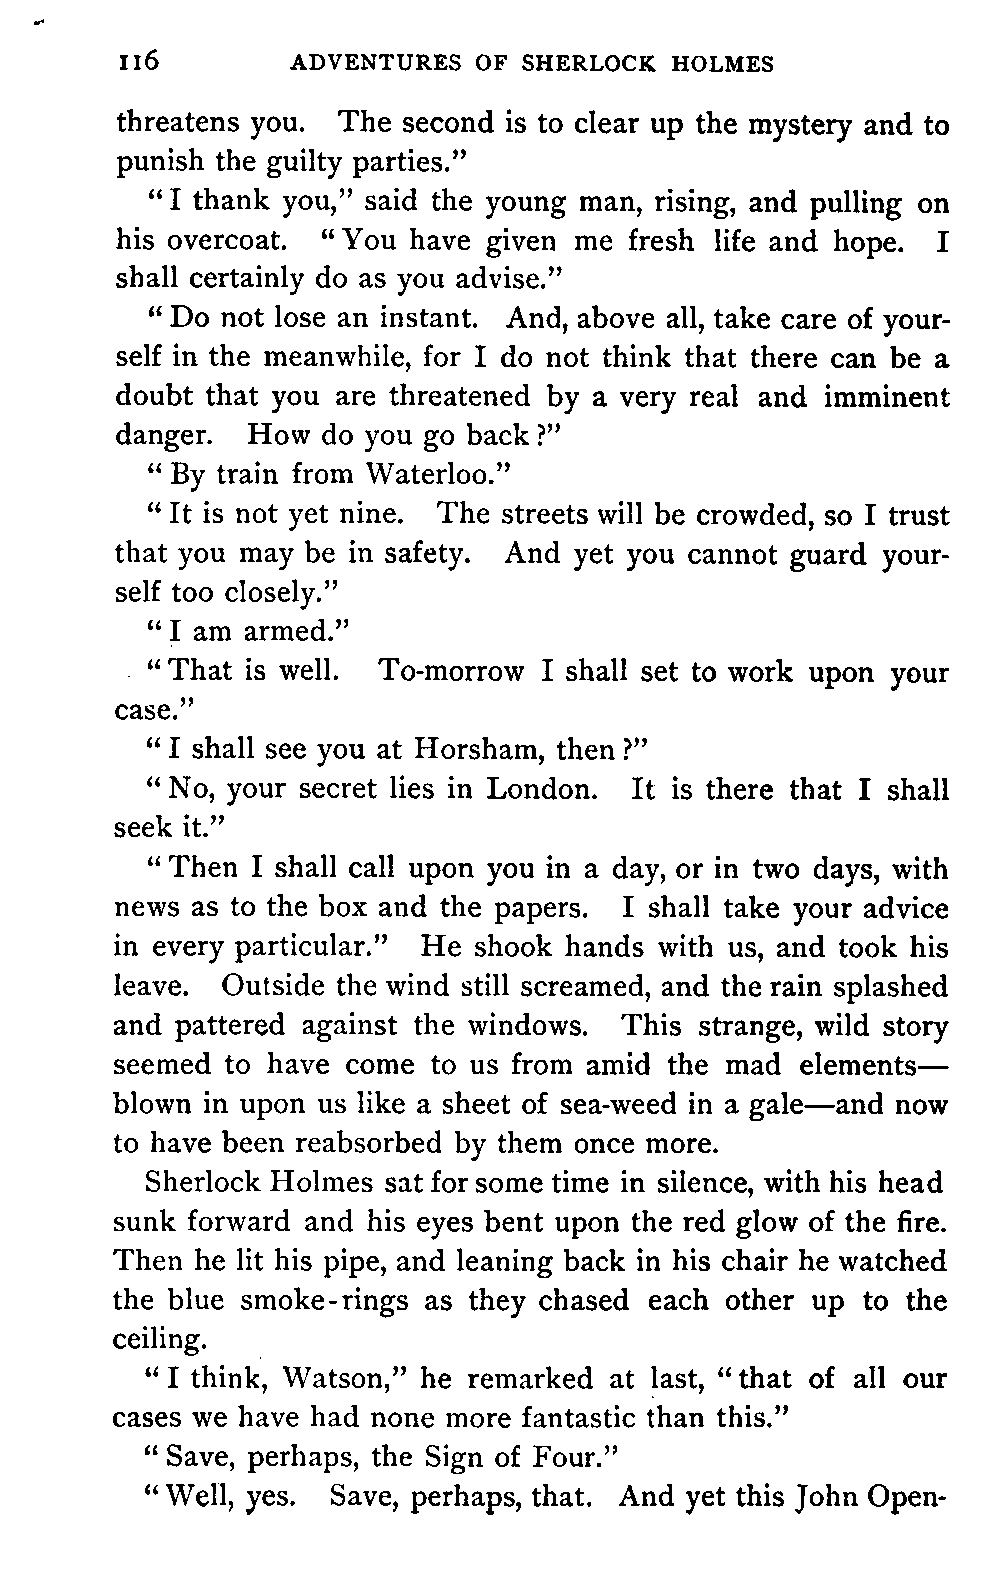 116 ADVENTURES OF SHERLOCK HOLMES
threatens you. The second is to clear up the mystery and to
punish the guilty parties.”
“I thank you,” said the young man, rising, and pulling on
his overcoat. “You have given me fresh life and hope. I
shall certainly do as you advise.”
“Do not lose an instant. And, above all, take care of your-
self in the meanwhile, for I do not think that there can be a
doubt that you are threatened by a very real and imminent
danger. How do you go back?”
“By train from Waterloo.”
“It is not yet nine. The streets will be crowded, so I trust
that you may be in safety. And yet you cannot guard your-
self too closely.”
“I am armed.”
“That is well. To-morrow I shall set to work upon your
case.”
“I shall see you at Horsham, then?”
“No, your secret lies in London. It is there that I shall
seek it.”
“Then I shall call upon you in a day, or in two days, with
news as to the box and the papers. I shall take your advice
in every particular.” He shook hands with us, and took his
leave. Outside the wind still screamed, and the rain splashed
and pattered against the windows. This strange, wild story
seemed to have come to us from amid the mad elements—
blown in upon us like a sheet of sea-weed in a gale—and now
to have been reabsorbed by them once more.
Sherlock Holmes sat for some time in silence, with his head
sunk forward and his eyes bent upon the red glow of the fire.
Then he lit his pipe, and leaning back in his chair he watched
the blue smoke-rings as they chased each other up to the
ceiling.
“I think, Watson,” he remarked at last, “that of all our
cases we have had none more fantastic than this.”
“Save, perhaps, the Sign of Four.”
“Well, yes. Save, perhaps, that. And yet this John Open-